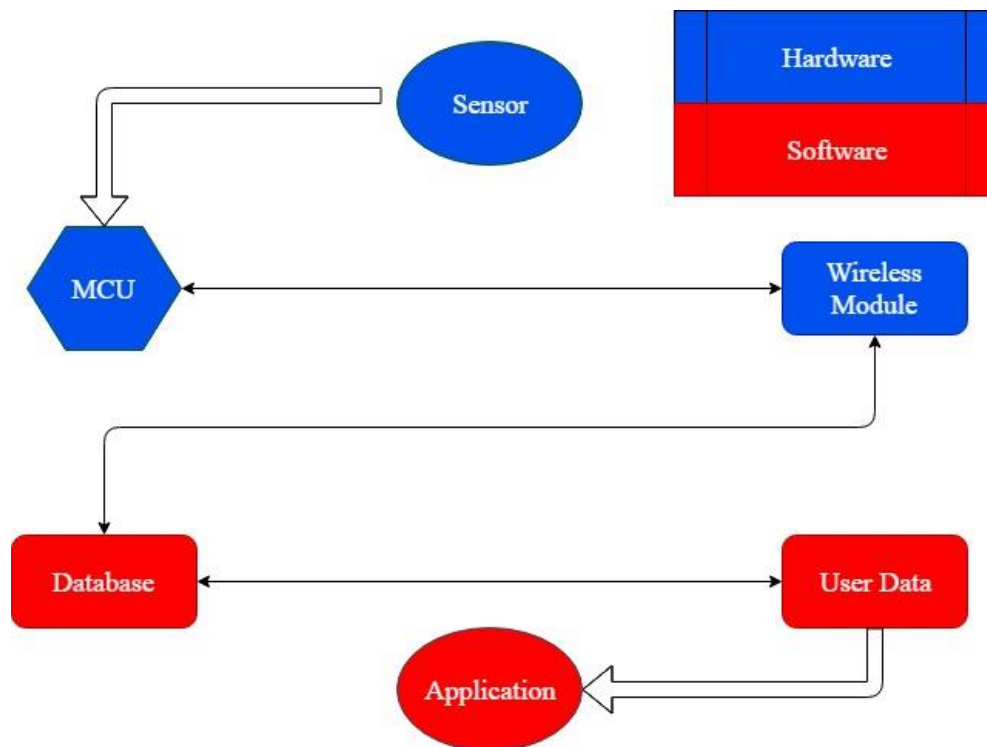 Sensor
Hardware
Software
MCU
Wireless
Module
Database
User Data
Application